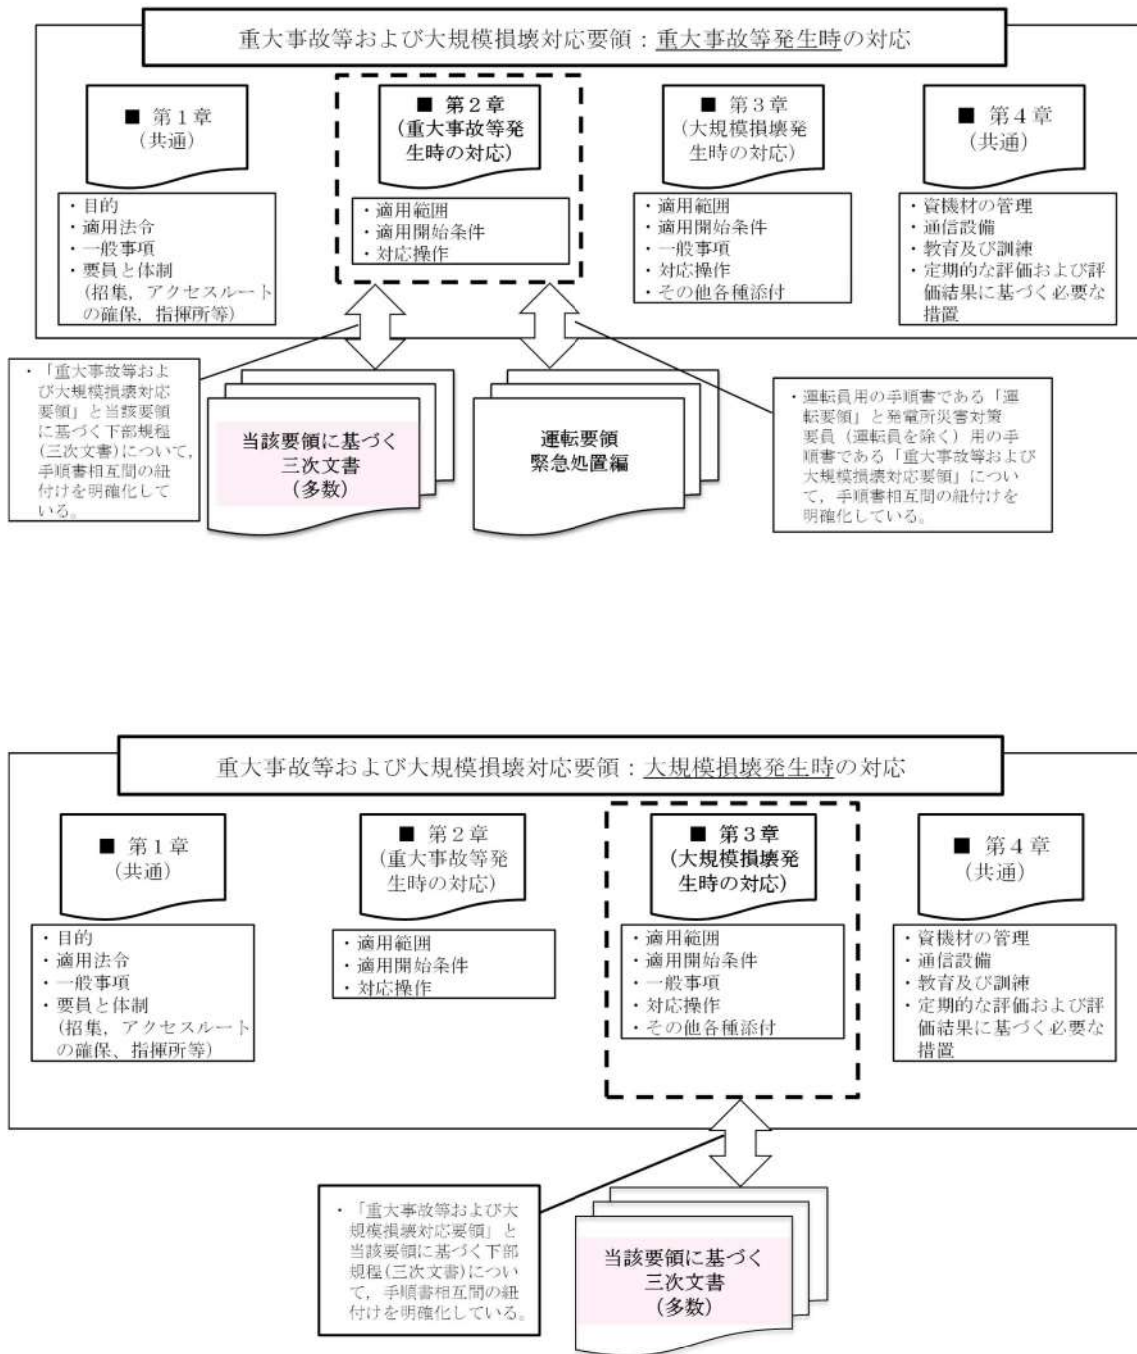 重大事故等および大規模損壊対応要領：重大事故等発生時の対応
■ 第１章
（共通）
・目的
・適用法令
・一般事項
・要員と体制
(招集，アクセスルート
の確保，指揮所等)
■ 第２章
(重大事故等発
生時の対応)
・適用範囲
・適用開始条件
・対応操作
■ 第３章
(大規模損壊発
生時の対応)
・適用範囲
・適用開始条件
・一般事項
・対応操作
・その他各種添付
■ 第４章
（共通）
・資機材の管理
・通信設備
・教育及び訓練
・定期的な評価および評
価結果に基づく必要な
措置
・「重大事故等およ
び大規模損壊対応
要領」と当該要領
に基づく下部規程
(三次文書)について，
手順書相互間の紐
付けを明確化して
いる。
当該要領に基づく
三次文書
（多数）
運転要領
緊急処置編
・運転員用の手順書である「運
転要領」と発電所災害対策
要員（運転員を除く）用の手
順書である「重大事故等および
大規模損壊対応要領」につい
て，手順書相互間の紐付けを
明確化している。
重大事故等および大規模損壊対応要領：大規模損壊発生時の対応
■ 第１章
（共通）
・目的
・適用法令
・一般事項
・要員と体制
(招集，アクセスルート
の確保、指揮所等)
■ 第２章
(重大事故等発
生時の対応)
・適用範囲
・適用開始条件
・対応操作
■ 第３章
(大規模損壊発
生時の対応)
・適用範囲
・適用開始条件
・一般事項
・対応操作
・その他各種添付
■ 第４章
（共通）
・資機材の管理
・通信設備
・教育及び訓練
・定期的な評価および評
価結果に基づく必要な
措置
・「重大事故等および大
規模損壊対応要領」と
当該要領に基づく下部
規程(三次文書)につい
て，手順書相互間の紐
付けを明確化している。
当該要領に基づく
三次文書
（多数）